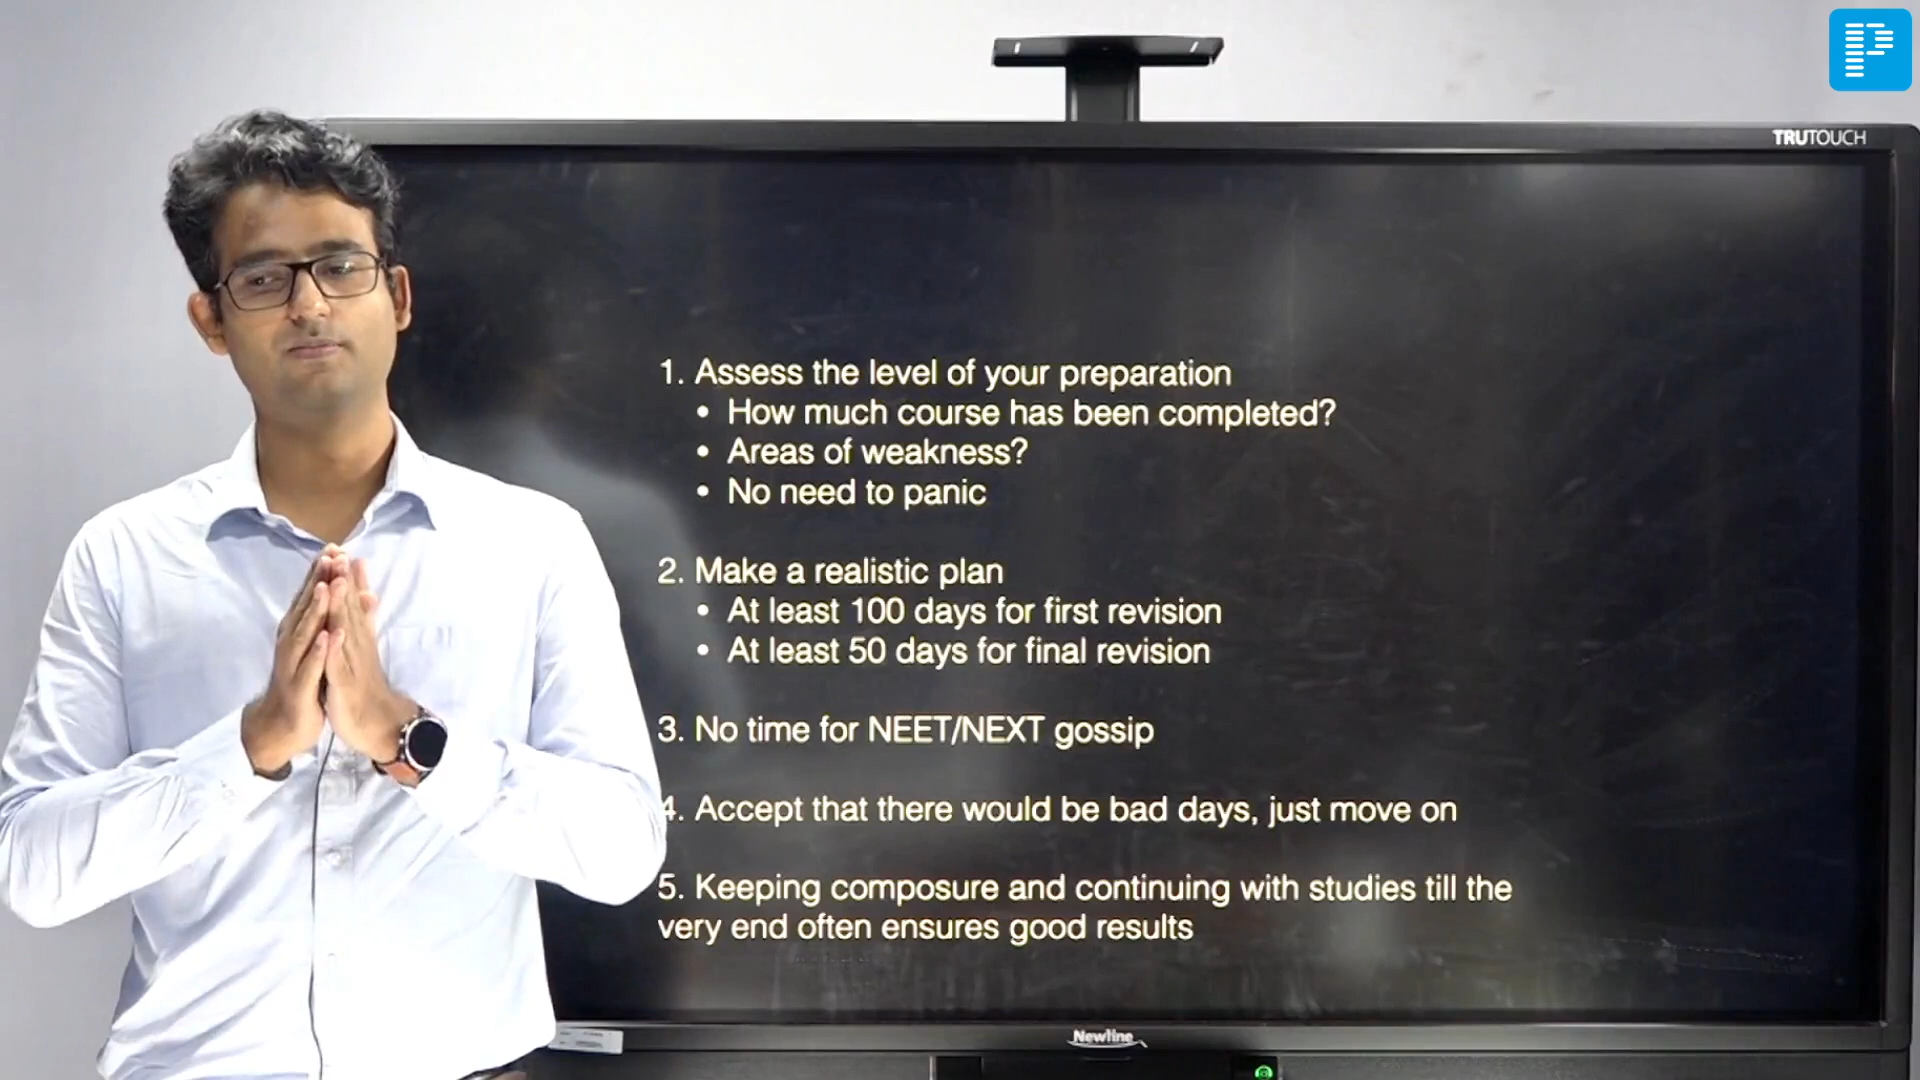 TRUTOUCH
1. Assess the level of your preparation
• How much course has been completed?
• Areas of weakness?
• No need to panic
2. Make a realistic plan
• At least 100 days for first revision
• At least 50 days for final revision
3. No time for NEET/NEXT gossip
4. Accept that there would be bad days, just move on
5. Keeping composure and continuing with studies till the
very end often ensures good results
Newline